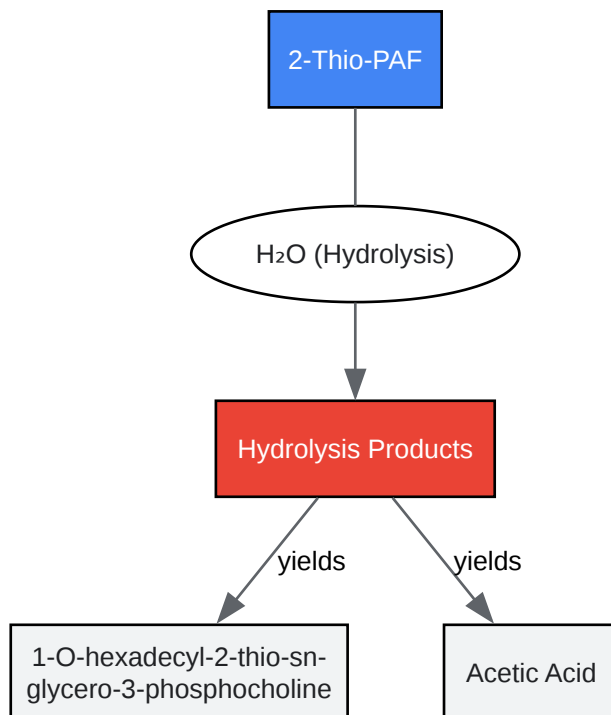 2-Thio-PAF
H₂O (Hydrolysis)
Hydrolysis Products
yields
yields
1-O-hexadecyl-2-thio-sn-
glycero-3-phosphocholine
Acetic Acid